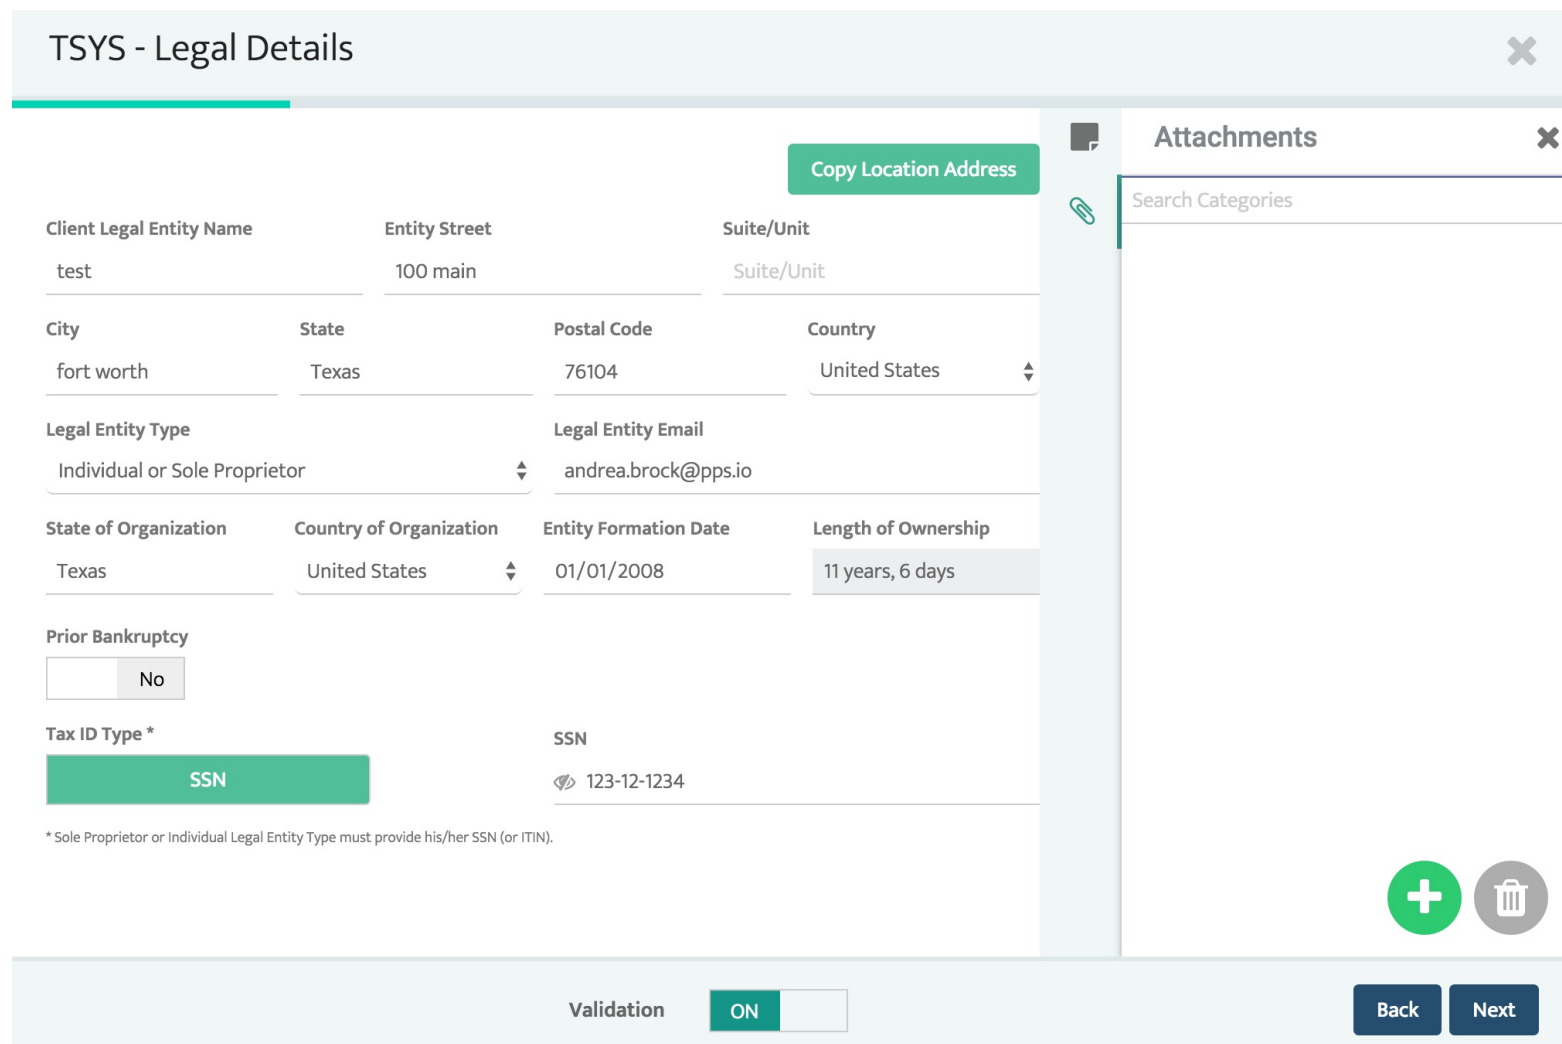 TSYS - Legal Details
Attachments
Search Categories
Copy Location Address
Client Legal Entity Name Entity Street Suite/Unit
test 100 main Suite/Unit
City State Postal Code Country
fort worth Texas 76104 United States
Legal Entity Type Legal Entity Email
Individual or Sole Proprietor andrea.brock@pps.io
State of Organization Country of Organization Entity Formation Date Length of Ownership
Texas United States 01/01/2008 11 years, 6 days
Prior Bankruptcy
No
Tax ID Type * SSN
SSN 123-12-1234
* Sole Proprietor or Individual Legal Entity Type must provide his/her SSN (or ITIN).
Validation ON Back Next